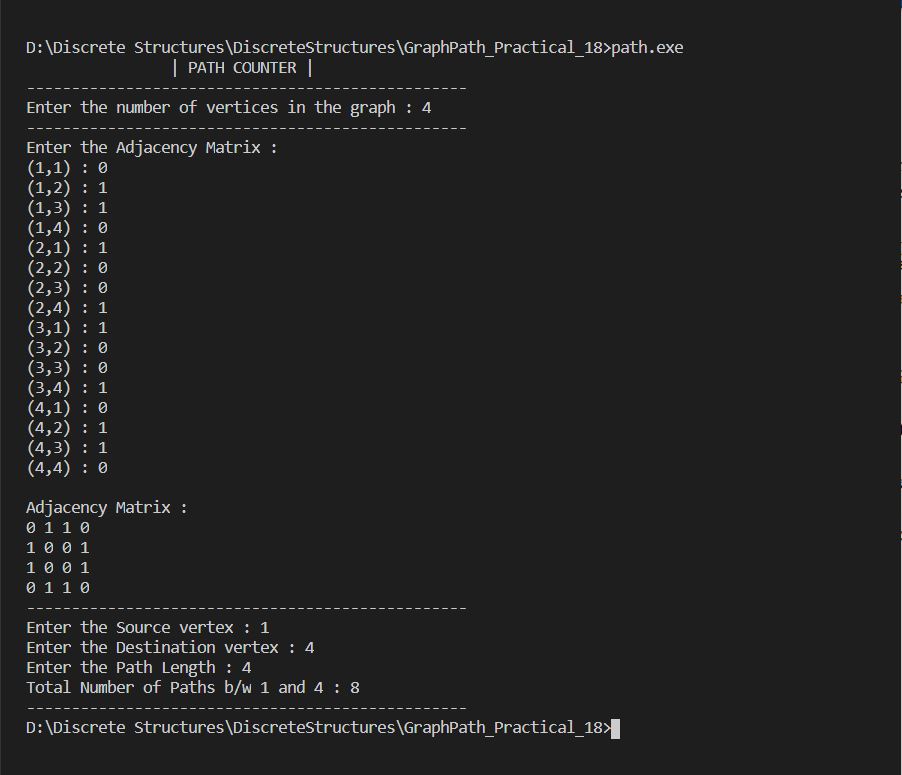 D:\Discrete Structures\DiscreteStructures\GraphPath_Practical_18>path.exe
| PATH COUNTER |
-------------------------------------------------
Enter the number of vertices in the graph : 4
-------------------------------------------------
Enter the Adjacency Matrix :
(1,1) : 0
(1,2) : 1
(1,3) : 1
(1,4) : 0
(2,1) : 1
(2,2) : 0
(2,3) : 0
(2,4) : 1
(3,1) : 1
(3,2) : 0
(3,3) : 0
(3,4) : 1
(4,1) : 0
(4,2) : 1
(4,3) : 1
(4,4) : 0
Adjacency Matrix :
0 1 1 0
1 0 0 1
1 0 0 1
0 1 1 0
-------------------------------------------------
Enter the Source vertex : 1
Enter the Destination vertex : 4
Enter the Path Length : 4
Total Number of Paths b/w 1 and 4 : 8
-------------------------------------------------
D:\Discrete Structures\DiscreteStructures\GraphPath_Practical_18>